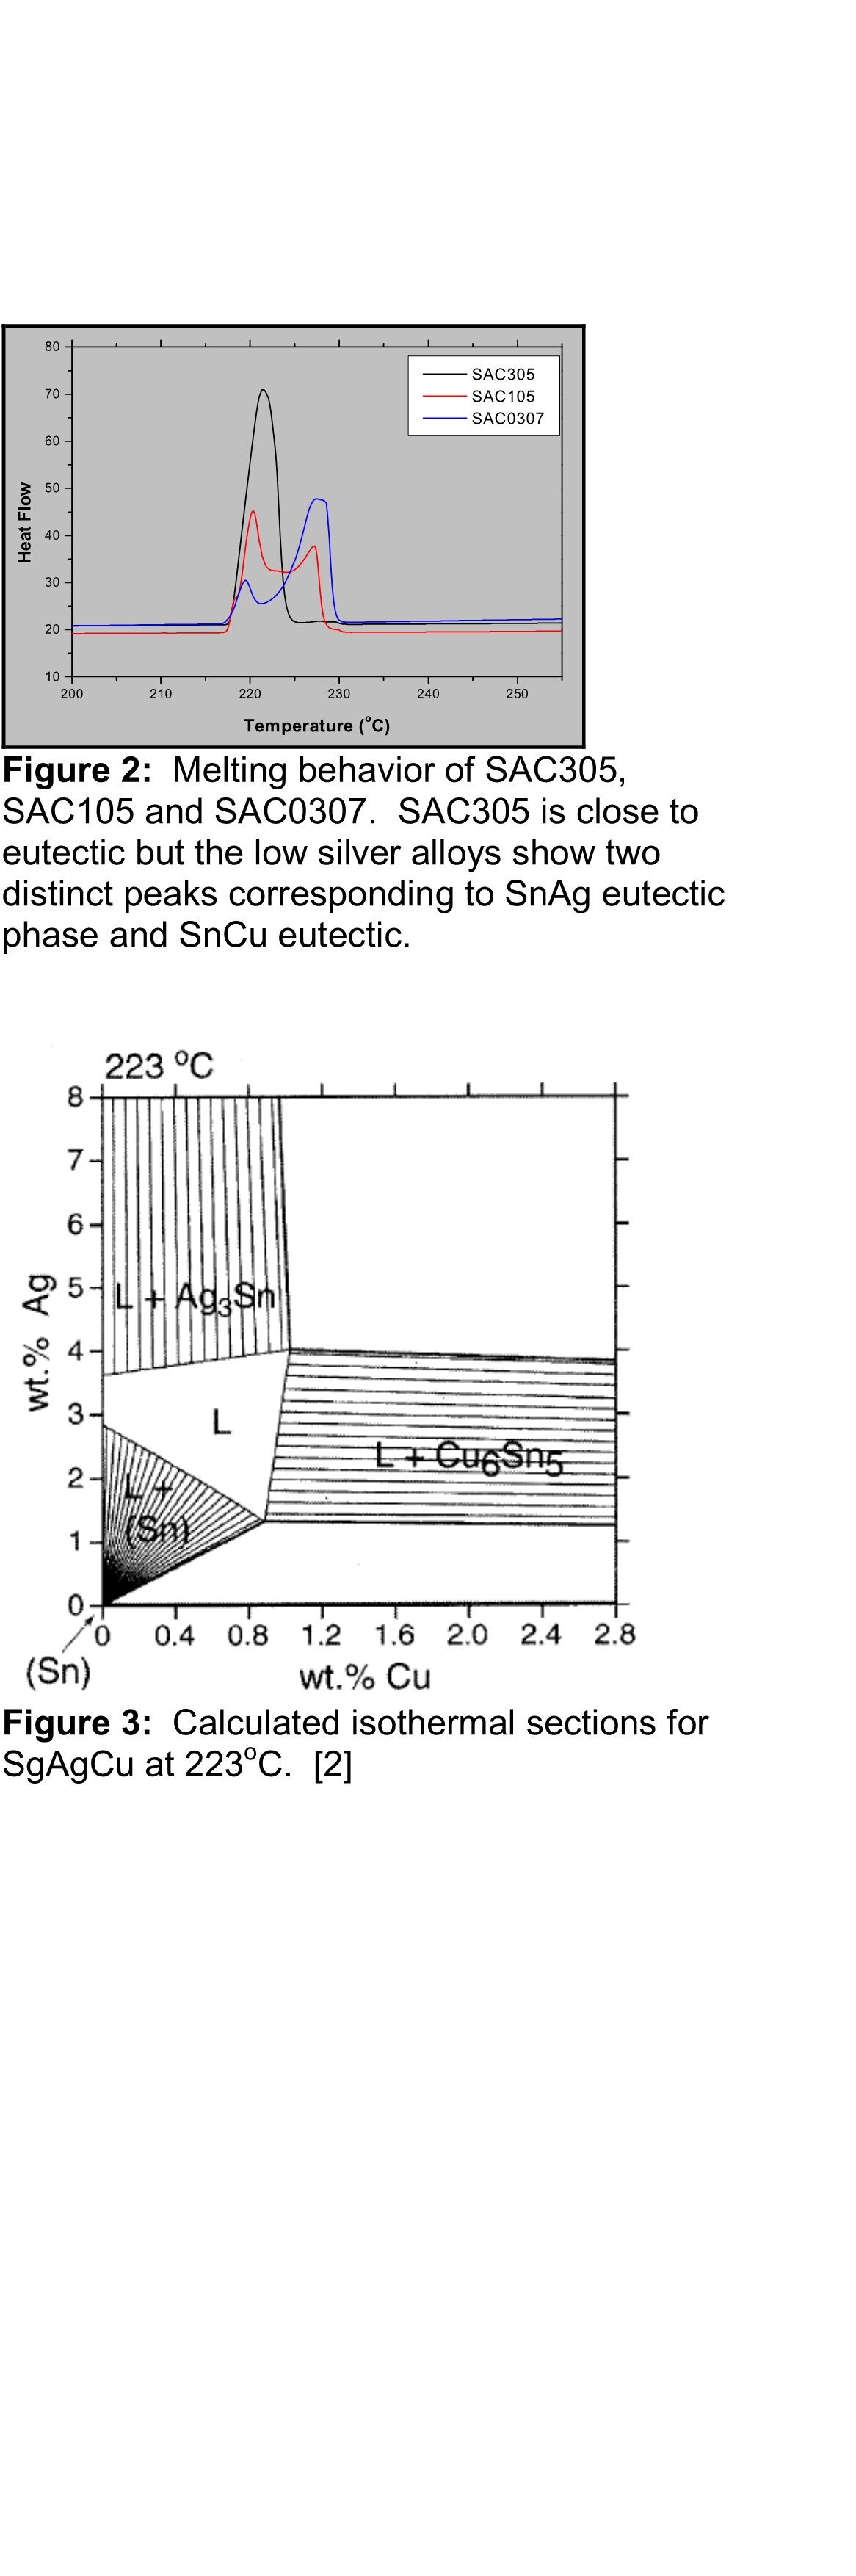 80
70
60
50
40
30
20
10
Heat Flow
SAC305
SAC105
SAC0307
200 210 220 230 240 250
Temperature (°C)
Figure 2: Melting behavior of SAC305,
SAC105 and SAC0307. SAC305 is close to
eutectic but the low silver alloys show two
distinct peaks corresponding to SnAg eutectic
phase and SnCu eutectic.
223 °C
8
7
6
5
4
3
2
1
0
wt.% Ag
L + Ag3Sn
L
L + Cu6Sn5
L +
(Sn)
0 0.4 0.8 1.2 1.6 2.0 2.4 2.8
(Sn)
wt.% Cu
Figure 3: Calculated isothermal sections for
SgAgCu at 223°C. [2]